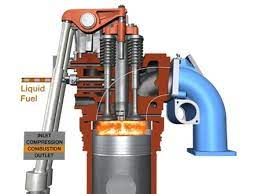 Liquid
Fuel
INLET
COMPRESSION
COMBUSTION
OUTLET